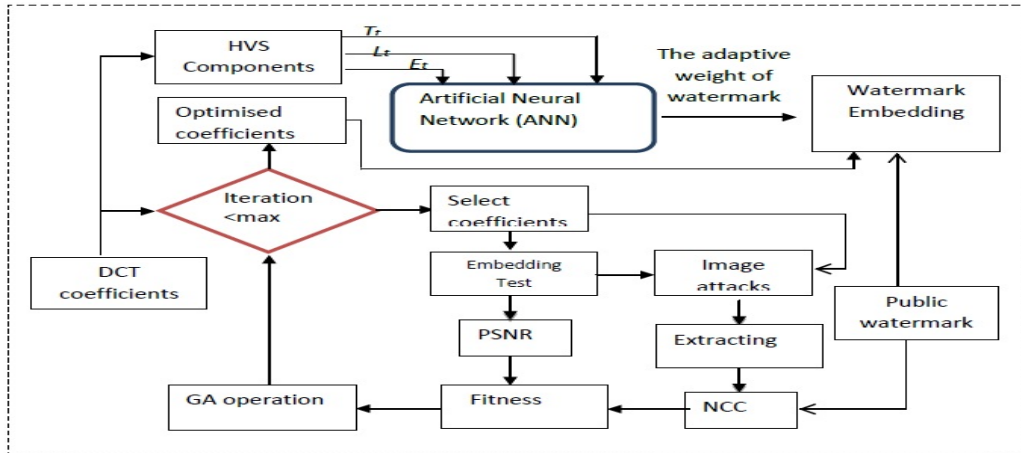 HVS
Components
Tt
Lt
Et
Artificial Neural
Network (ANN)
The adaptive
weight of
watermark
Watermark
Embedding
Optimised
coefficients
Iteration
<max
Select
coefficients
DCT
coefficients
Embedding
Test
Image
attacks
Public
watermark
PSNR
Extracting
GA operation
Fitness
NCC